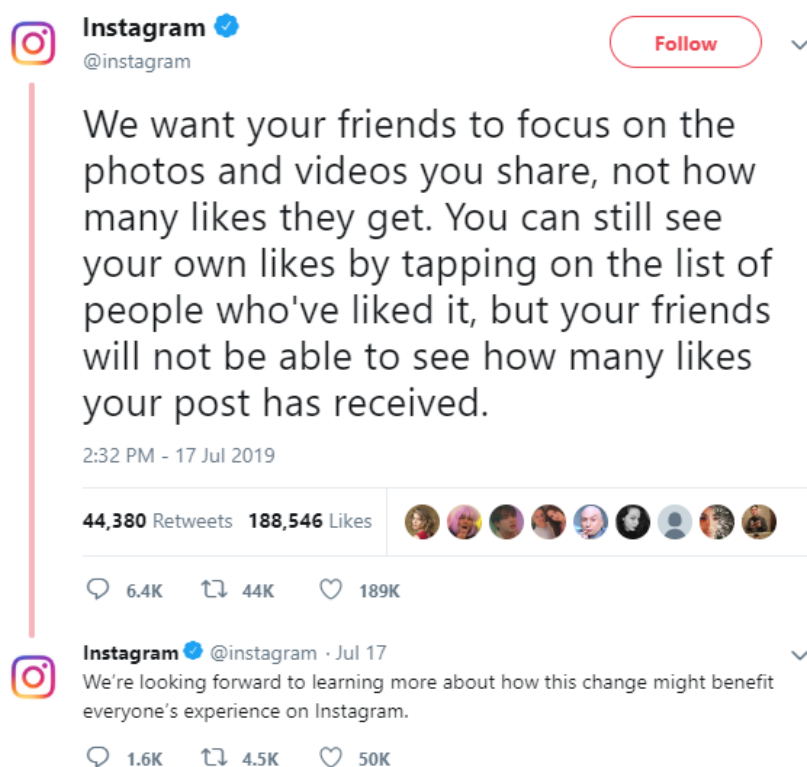 Instagram
@instagram
Follow
We want your friends to focus on the
photos and videos you share, not how
many likes they get. You can still see
your own likes by tapping on the list of
people who've liked it, but your friends
will not be able to see how many likes
your post has received.
2:32 PM - 17 Jul 2019
44,380 Retweets 188,546 Likes
6.4K 44K 189K
Instagram @instagram · Jul 17
We’re looking forward to learning more about how this change might benefit
everyone’s experience on Instagram.
1.6K 4.5K 50K